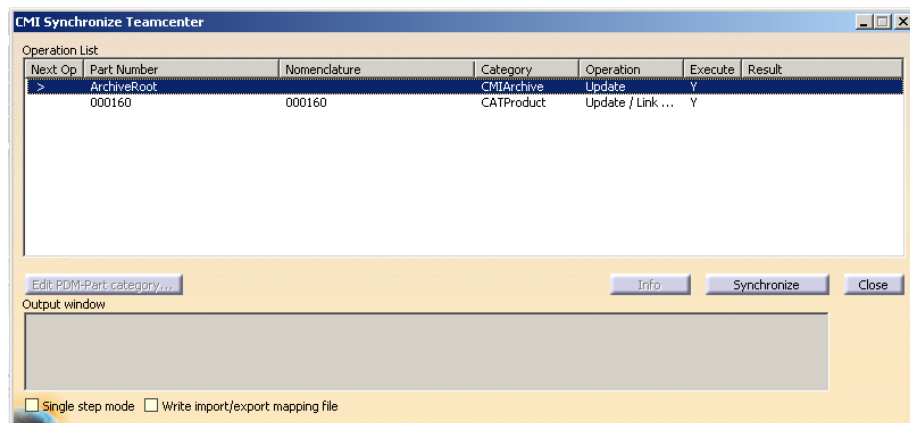 CMI Synchronize Teamcenter
Operation List
Next Op Part Number Nomenclature Category Operation Execute Result
> ArchiveRoot CMIArchive Update Y
000160 000160 CATProduct Update / Link ... Y
Edit PDM-Part category... Info Synchronize Close
Output window
Single step mode Write import/export mapping file